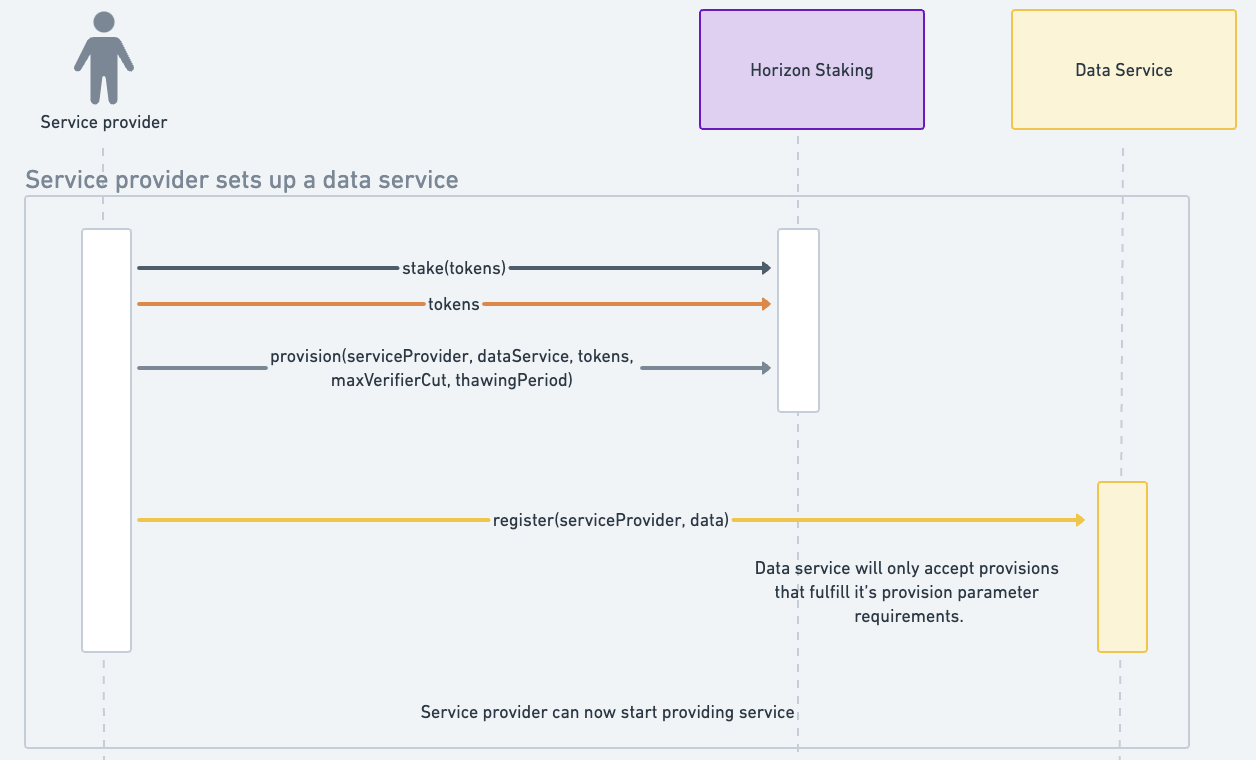 Horizon Staking
Data Service
Service provider
Service provider sets up a data service
stake(tokens)
tokens
provision(serviceProvider, dataService, tokens,
maxVerifierCut, thawingPeriod)
register(serviceProvider, data)
Data service will only accept provisions
that fulfill it's provision parameter
requirements.
Service provider can now start providing service